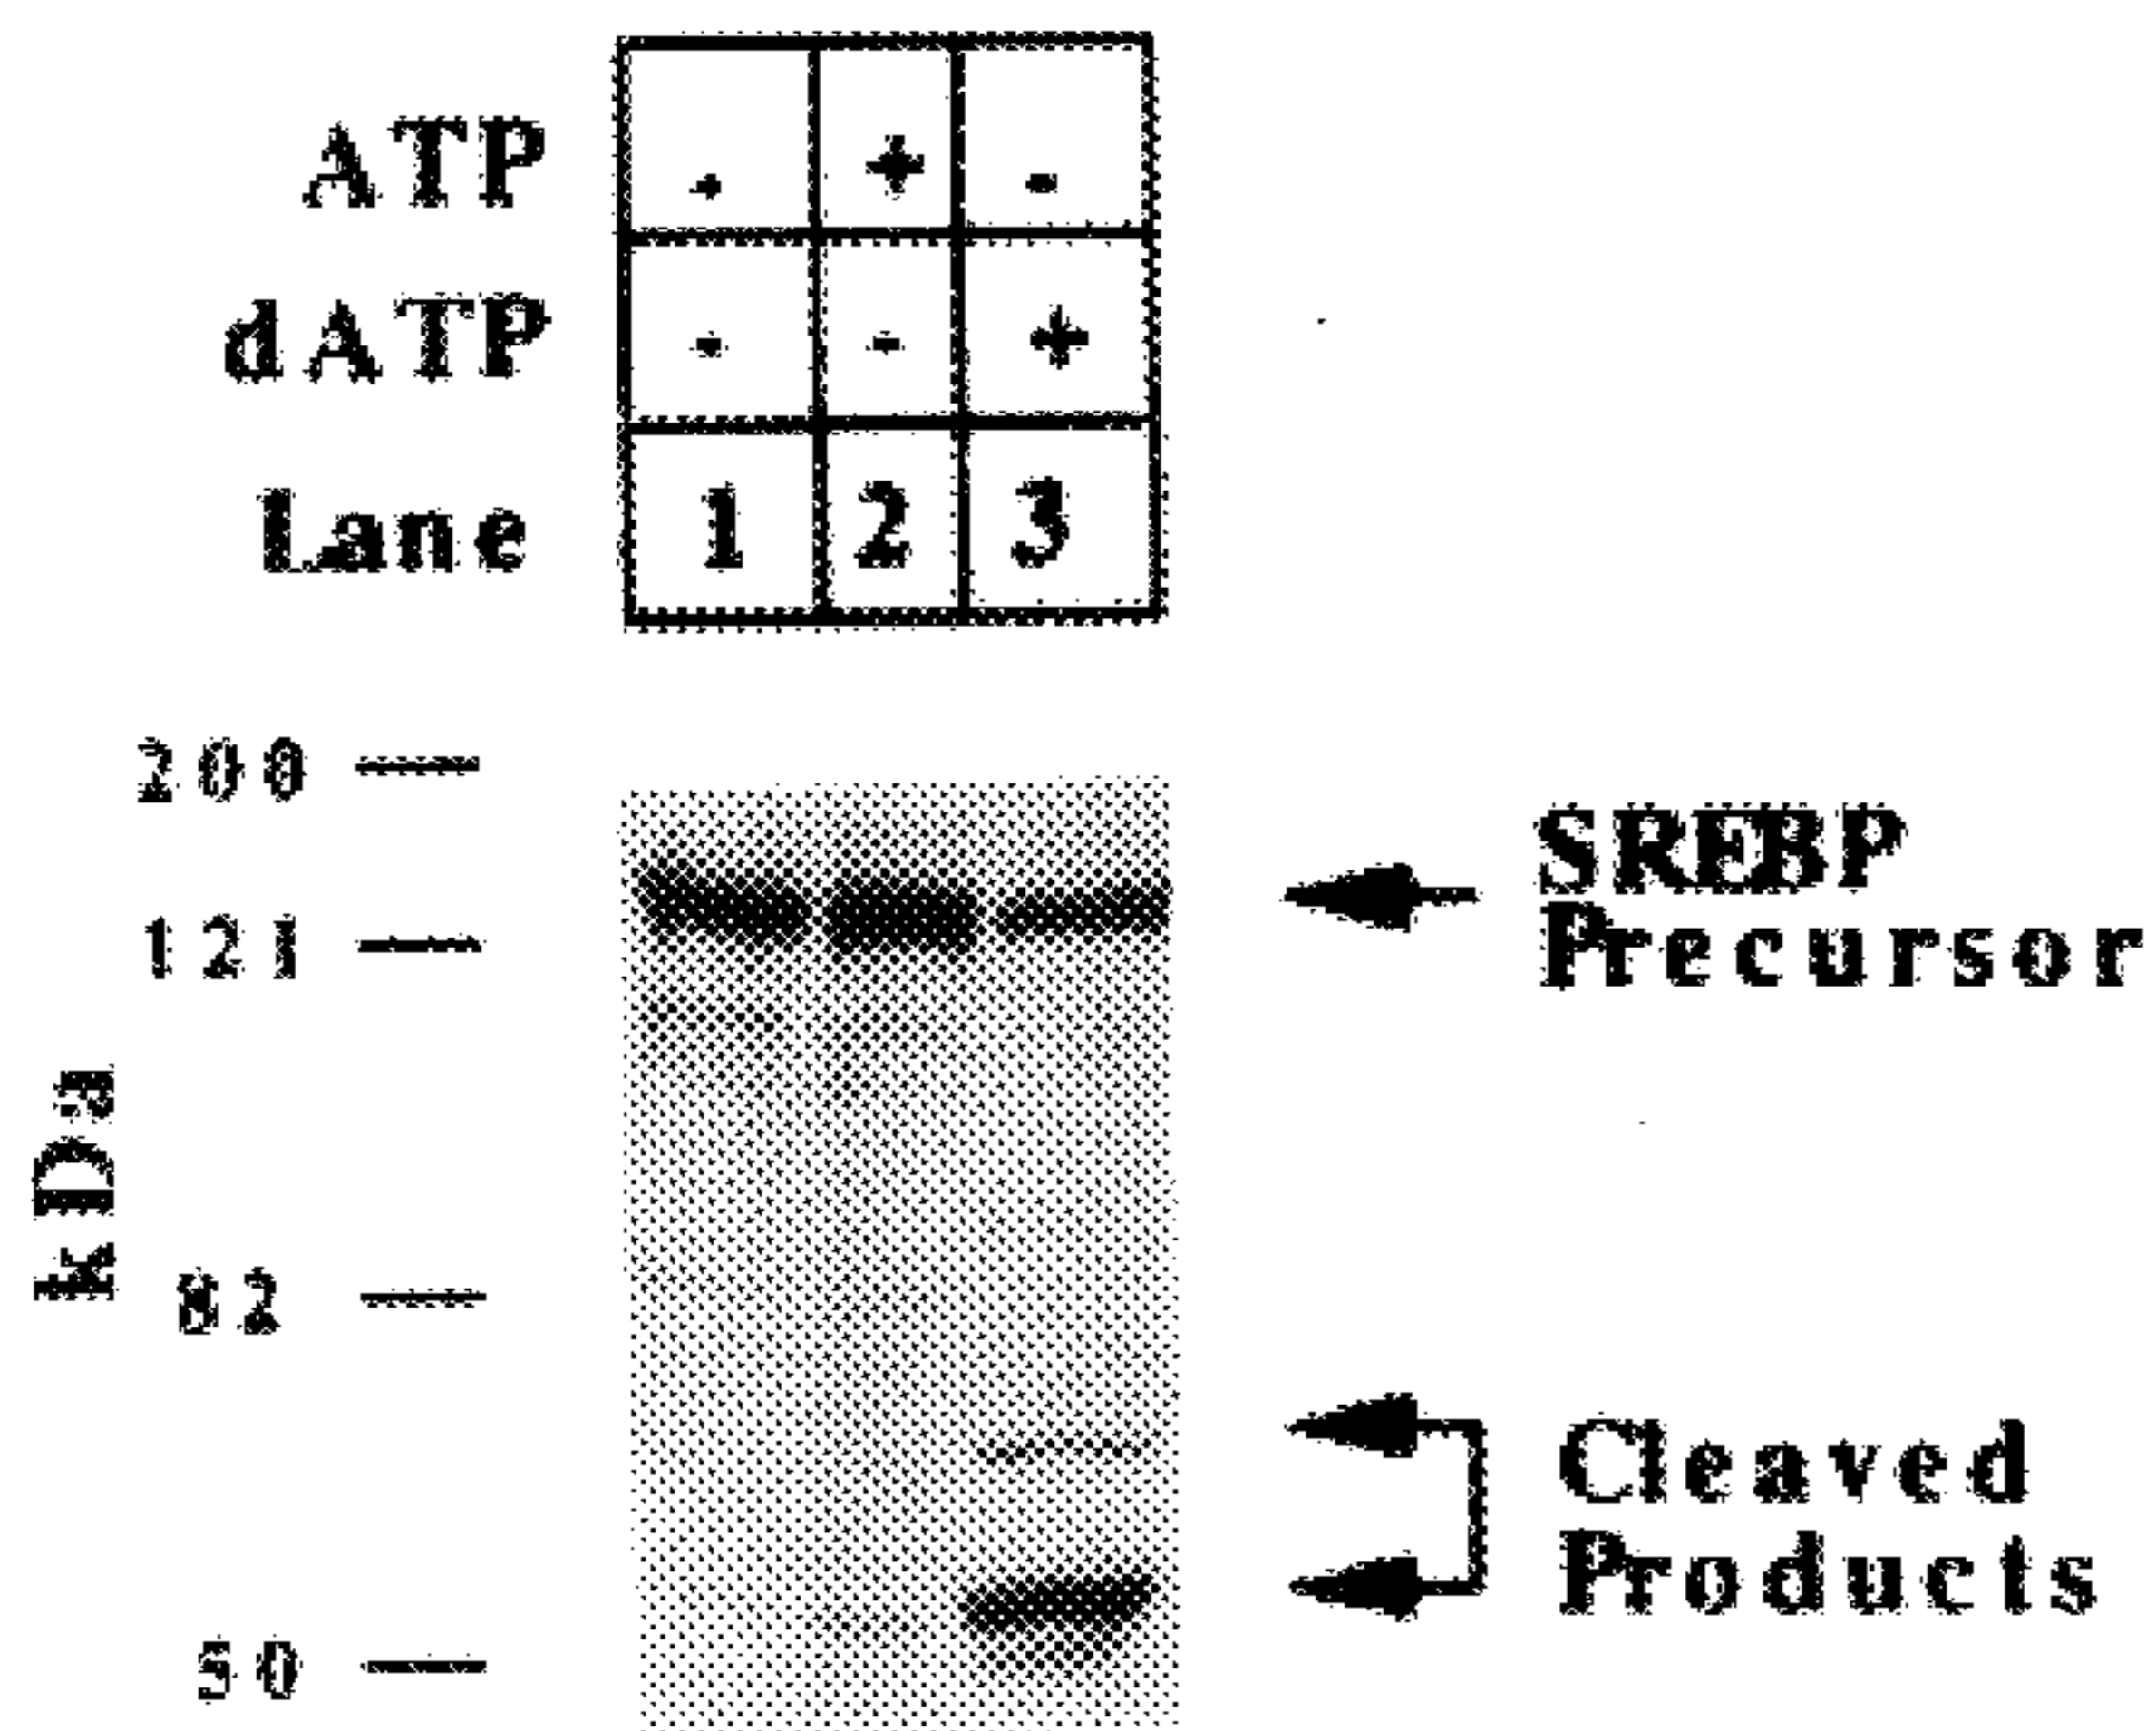 ATP - + -
dATP - - +
Lane 1 2 3
200
121
KDa
82
50
SREBP
Precursor
Cleaved
Products